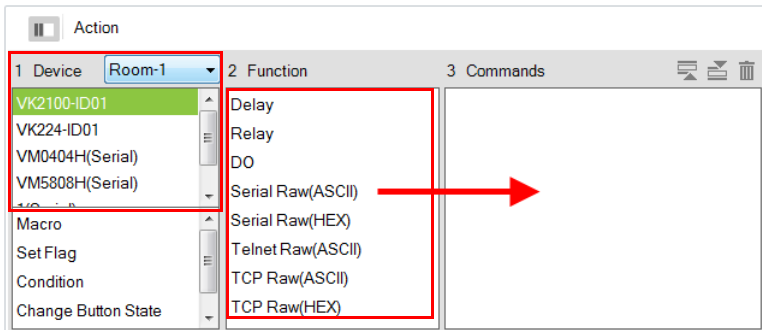 Action
1 Device Room-1 2 Function 3 Commands
VK2100-ID01
VK224-ID01
VM0404H(Serial)
VM5808H(Serial)
Macro
Set Flag
Condition
Change Button State
Delay
Relay
DO
Serial Raw(ASCII)
Serial Raw(HEX)
Telnet Raw(ASCII)
TCP Raw(ASCII)
TCP Raw(HEX)